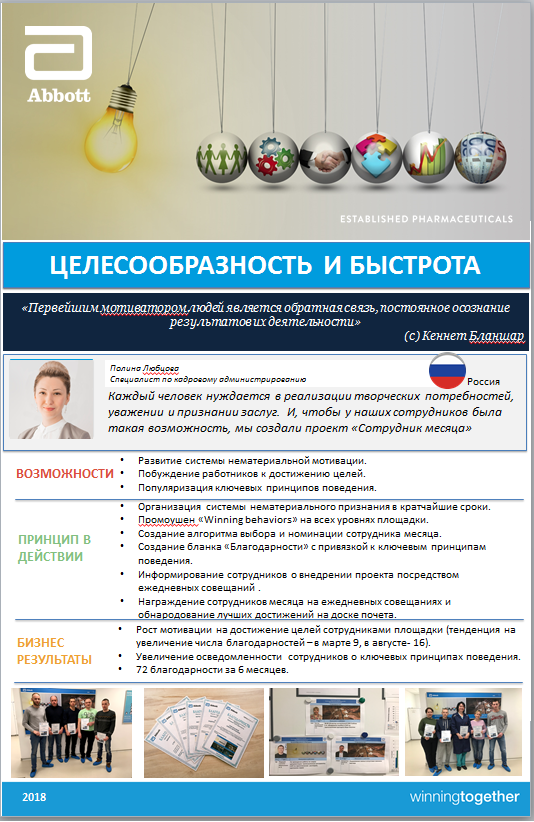 Abbott
ESTABLISHED PHARMACEUTICALS
ЦЕЛЕСООБРАЗНОСТЬ И БЫСТРОТА
«Первейшим мотиватором людей является обратная связь, постоянное осознание
результатов их деятельности»
(с) Кеннет Бланшар
Полина Любцова
Специалист по кадровому администрированию
Россия
Каждый человек нуждается в реализации творческих потребностей,
уважении и признании заслуг. И, чтобы у наших сотрудников была
такая возможность, мы создали проект «Сотрудник месяца»
ВОЗМОЖНОСТИ
• Развитие системы нематериальной мотивации.
• Побуждение работников к достижению целей.
• Популяризация ключевых принципов поведения.
ПРИНЦИП В
ДЕЙСТВИИ
• Организация системы нематериального признания в кратчайшие сроки.
• Промоушен «Winning behaviors» на всех уровнях площадки.
• Создание алгоритма выбора и номинации сотрудника месяца.
• Создание бланка «Благодарности» с привязкой к ключевым принципам
поведения.
• Информирование сотрудников о внедрении проекта посредством
ежедневных совещаний .
• Награждение сотрудников месяца на ежедневных совещаниях и
обнародование лучших достижений на доске почета.
БИЗНЕС
РЕЗУЛЬТАТЫ
• Рост мотивации на достижение целей сотрудниками площадки (тенденция на
увеличение числа благодарностей – в марте 9, в августе- 16).
• Увеличение осведомленности сотрудников о ключевых принципах поведения.
• 72 благодарности за 6 месяцев.
2018
winningtogether